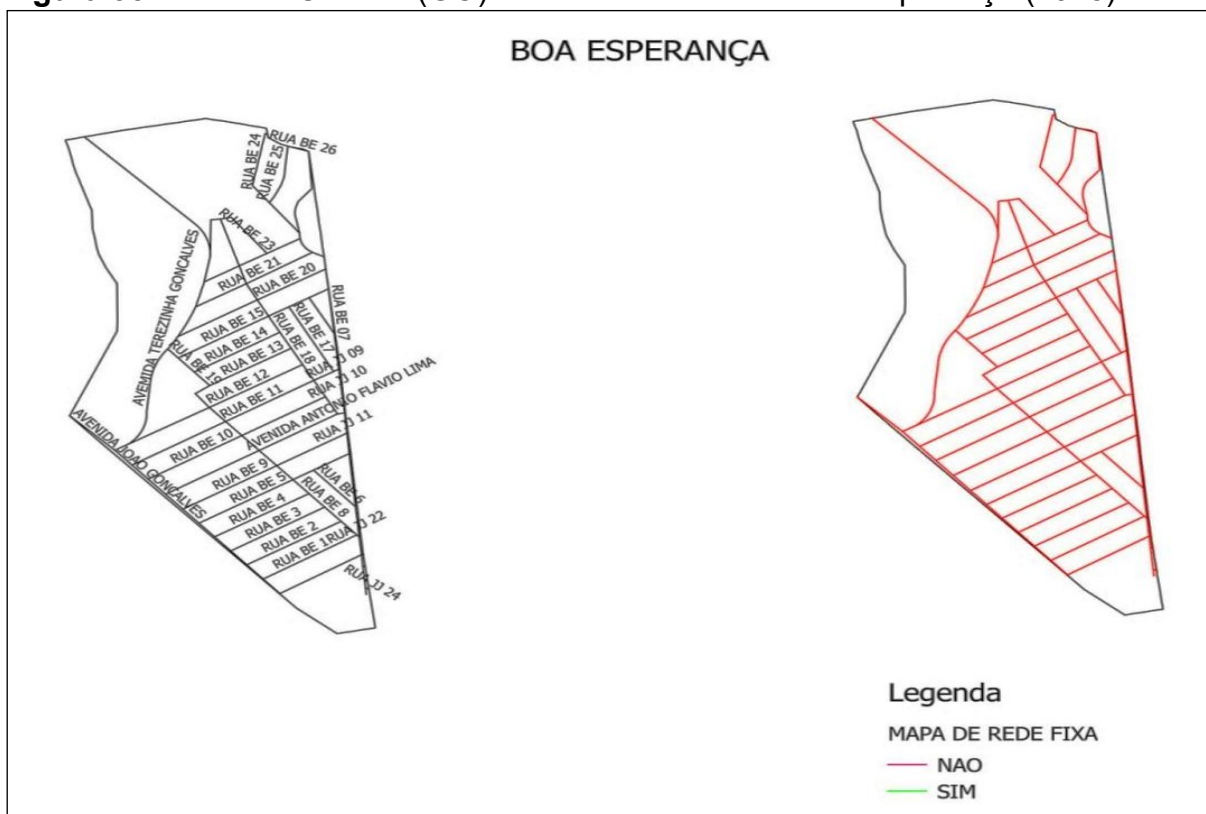 BOA ESPERANÇA
RUA BE 26
RUA BE 24
RUA BE 25
RUA BE 23
RUA BE 21
RUA BE 20
AVEMIDA TEREZINHA GONCALVES
RUA BE 07
RUA BE 15
RUA BE 14
RUA BE 13
RUA BE 17
RUA BE 18
RUA BE 19
RUA BE 12
RUA BE 11
RUA JJ 09
RUA JJ 10
AVENIDA ANTONIO FLAVIO LIMA
RUA JJ 11
AVENIDA JOAO GONÇALVES
RUA BE 10
RUA BE 9
RUA BE 5
RUA BE 4
RUA BE 3
RUA BE 2
RUA BE 1
RUA BE 6
RUA BE 8
RUA JJ 22
RUA JJ 24
Legenda
MAPA DE REDE FIXA
NAO
SIM